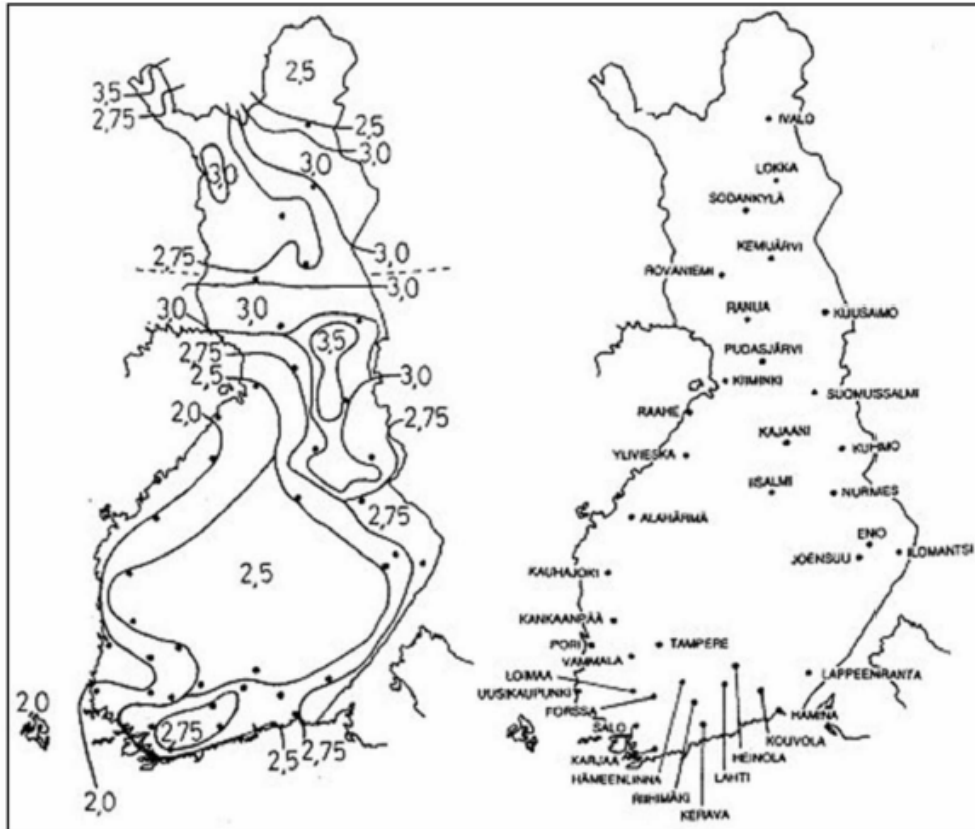 2,5
3,5
2,75
2,5
3,0
3,0
3,0
2,75
3,0
3,0
3,0
3,0
3,5
2,75
2,5
3,0
2,0
2,75
2,75
2,5
2,0
2,75
2,5
2,75
2,0
IVALO
LOKKA
SODANKYLÄ
KEMIJÄRVI
ROVANIEMI
RANUA
KUUSAMO
PUDASJÄRVI
KIIMINKI
SUOMUSSALMI
RAAHE
KAJAANI
KUHMO
YLIVIESKA
IISALMI
NURMES
ALAHÄRMÄ
ENO
ILOMANTSI
JOENSUU
KAUHAJOKI
KANKAANPÄÄ
PORI
TAMPERE
VAMMALA
LAPPEENRANTA
LOIMAA
UUSIKAUPUNKI
FORSSA
HAMINA
SALO
KOUVOLA
KARJAA
HEINOLA
HÄMEENLINNA
LAHTI
RIIHIMÄKI
KERAVA